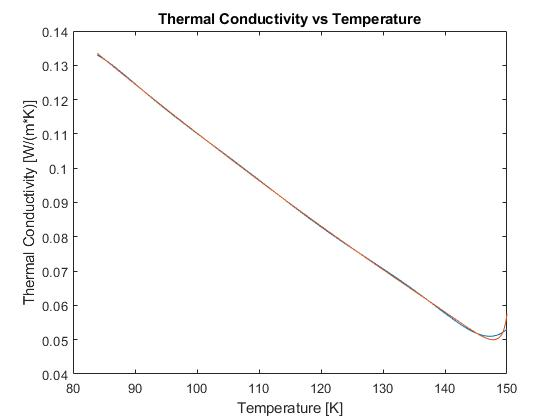 Thermal Conductivity vs Temperature
Thermal Conductivity [W/(m*K)]
0.14
0.13
0.12
0.11
0.1
0.09
0.08
0.07
0.06
0.05
0.04
80 90 100 110 120 130 140 150
Temperature [K]